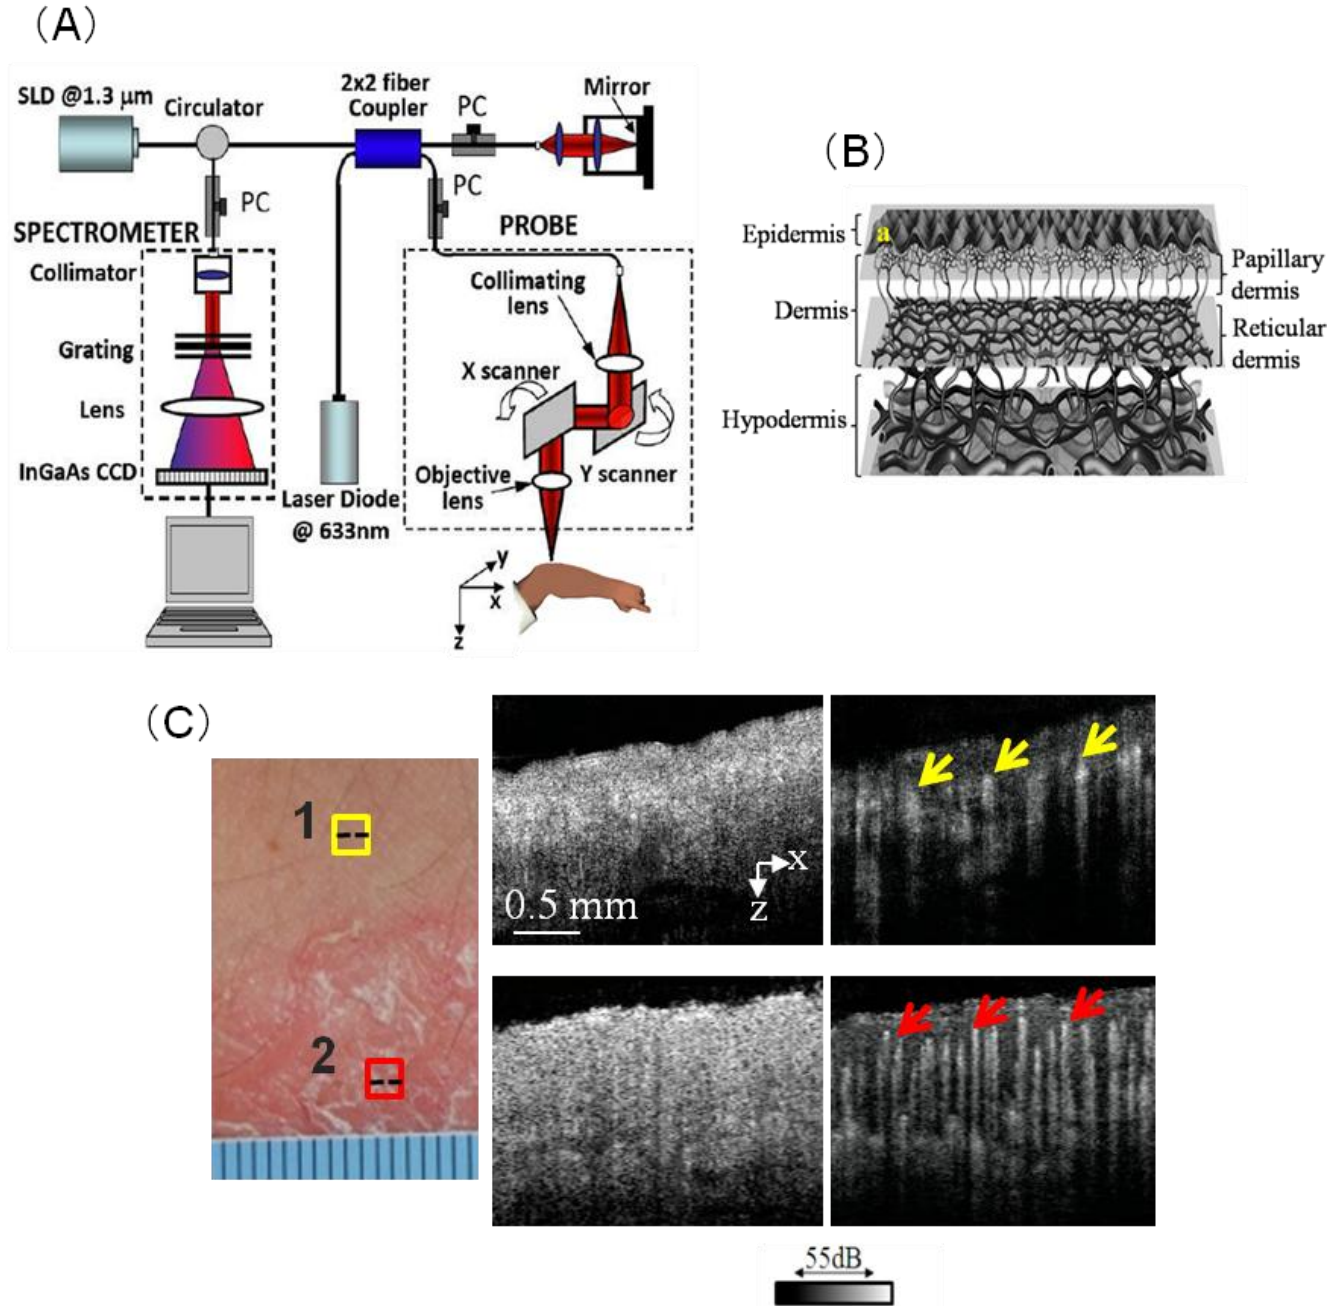 (A)
SLD @1.3 μm
Circulator
2x2 fiber
Coupler
PC
Mirror
PC
PC
SPECTROMETER
PROBE
Collimator
Collimating
lens
Grating
X scanner
Lens
InGaAs CCD
Objective
lens
Y scanner
Laser Diode
@ 633nm
y
x
z
(B)
Epidermis
a
Papillary
dermis
Dermis
Reticular
dermis
Hypodermis
(C)
1
2
0.5 mm
x
z
55dB